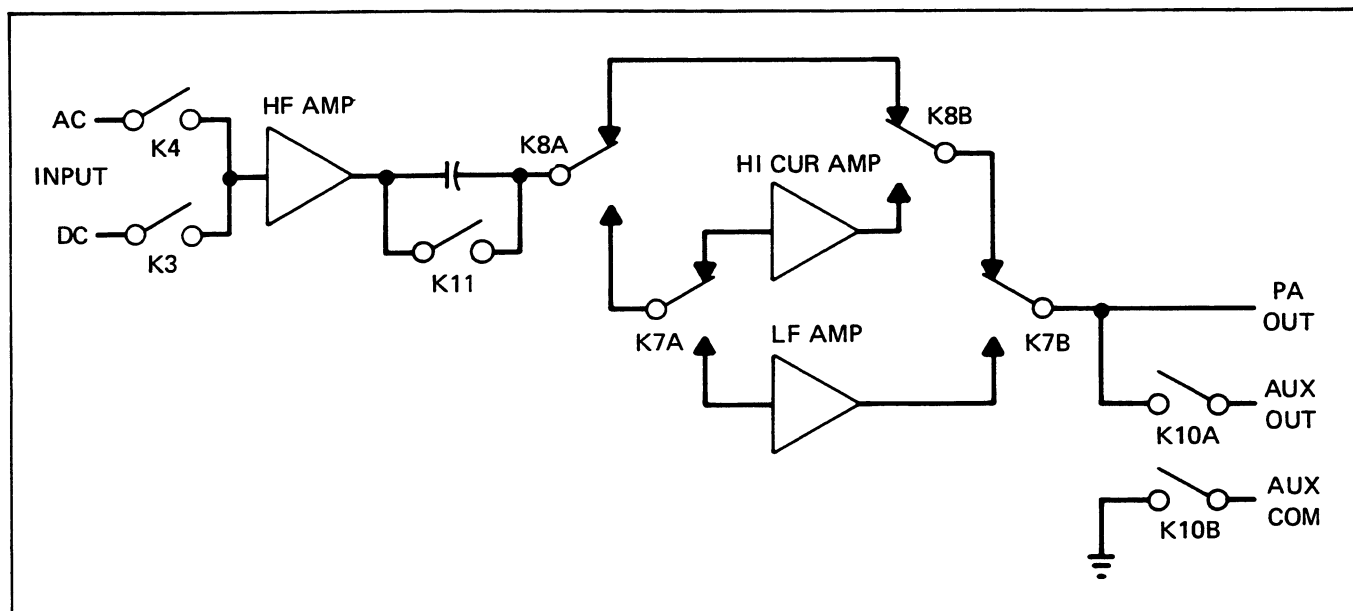 AC
K4
INPUT
DC
K3
HF AMP
K11
K8A
K8B
HI CUR AMP
K7A
LF AMP
K7B
PA
OUT
AUX
OUT
K10A
AUX
COM
K10B